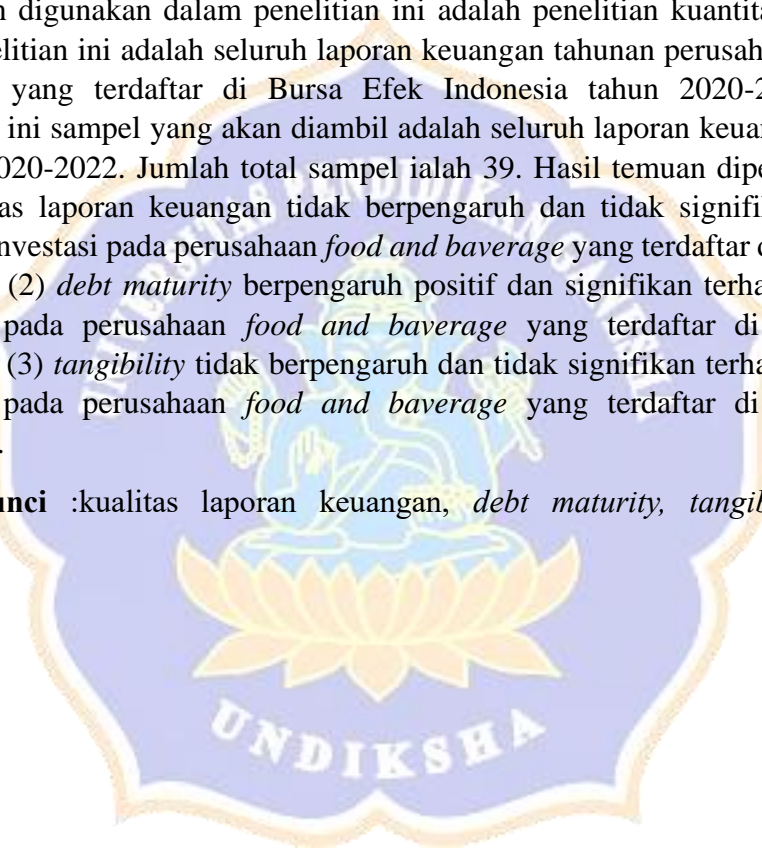 n digunakan dalam penelitian ini adalah penelitian kuantita
elitian ini adalah seluruh laporan keuangan tahunan perusah
yang terdaftar di Bursa Efek Indonesia tahun 2020-2
ini sampel yang akan diambil adalah seluruh laporan keuan
2020-2022. Jumlah total sampel ialah 39. Hasil temuan dipe
as laporan keuangan tidak berpengaruh dan tidak signifik
nvestasi pada perusahaan food and baverage yang terdaftar d
(2) debt maturity berpengaruh positif dan signifikan terha
pada perusahaan food and baverage yang terdaftar di
(3) tangibility tidak berpengaruh dan tidak signifikan terha
pada perusahaan food and baverage yang terdaftar di
.
unci :kualitas laporan keuangan, debt maturity, tangib
UNIVERSITAS PENDIDIKAN GANESHA
UNDIKSHA